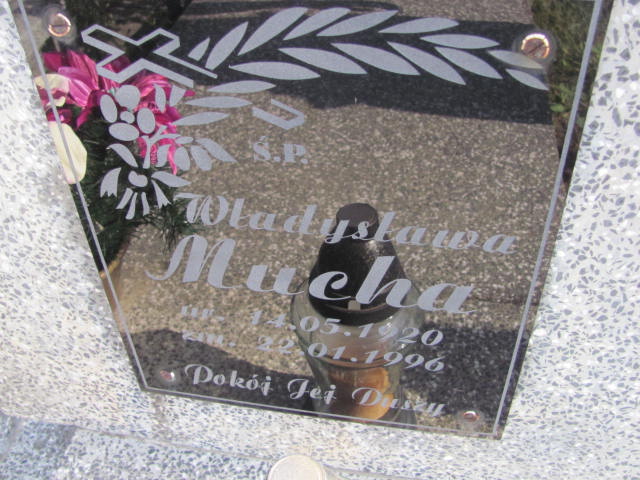 Ś.P.
Władysława
Mucha
ur. 14.05.1920
zm. 22.01.1996
Pokój Jej Duszy